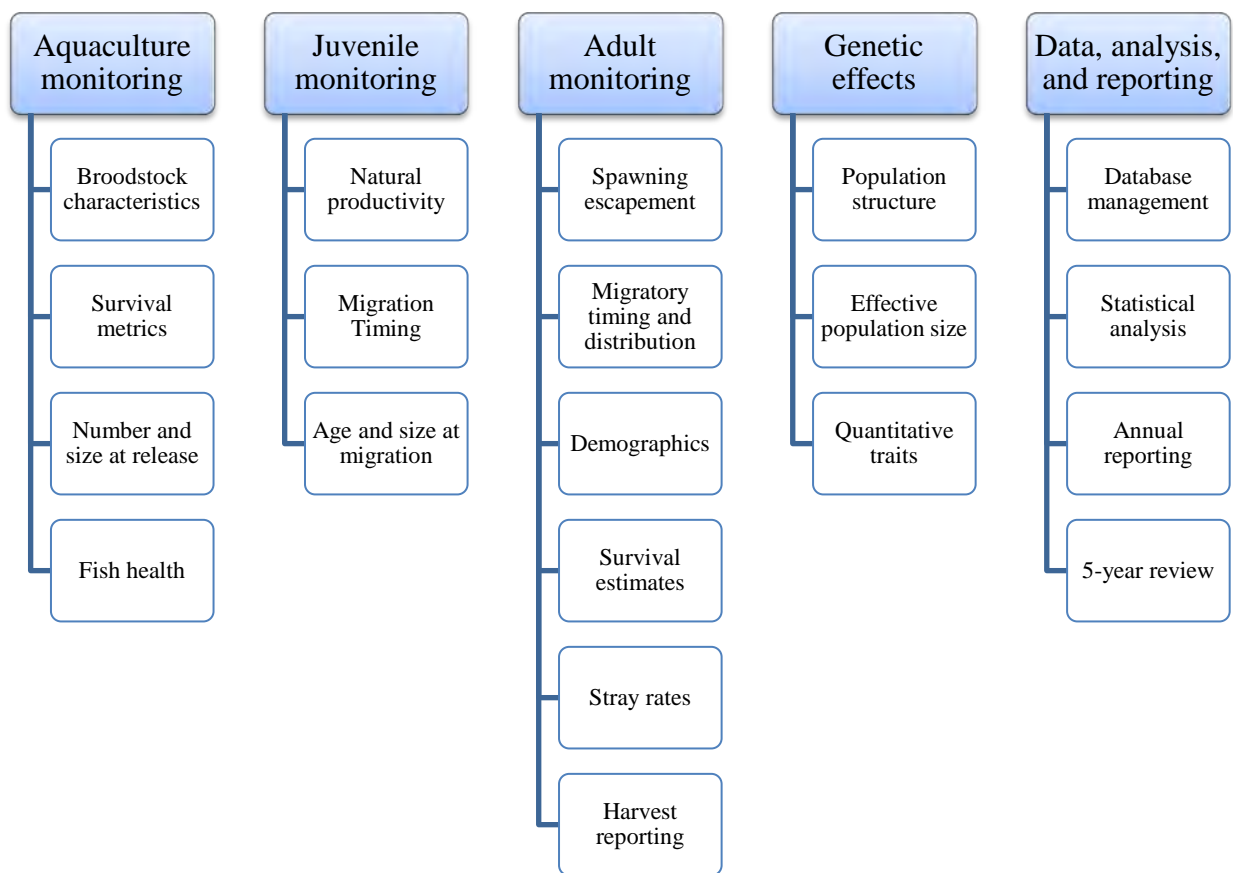 Aquaculture
monitoring
Broodstock
characteristics
Survival
metrics
Number and
size at release
Fish health
Juvenile
monitoring
Natural
productivity
Migration
Timing
Age and size at
migration
Adult
monitoring
Spawning
escapement
Migratory
timing and
distribution
Demographics
Survival
estimates
Stray rates
Harvest
reporting
Genetic
effects
Population
structure
Effective
population size
Quantitative
traits
Data, analysis,
and reporting
Database
management
Statistical
analysis
Annual
reporting
5-year review